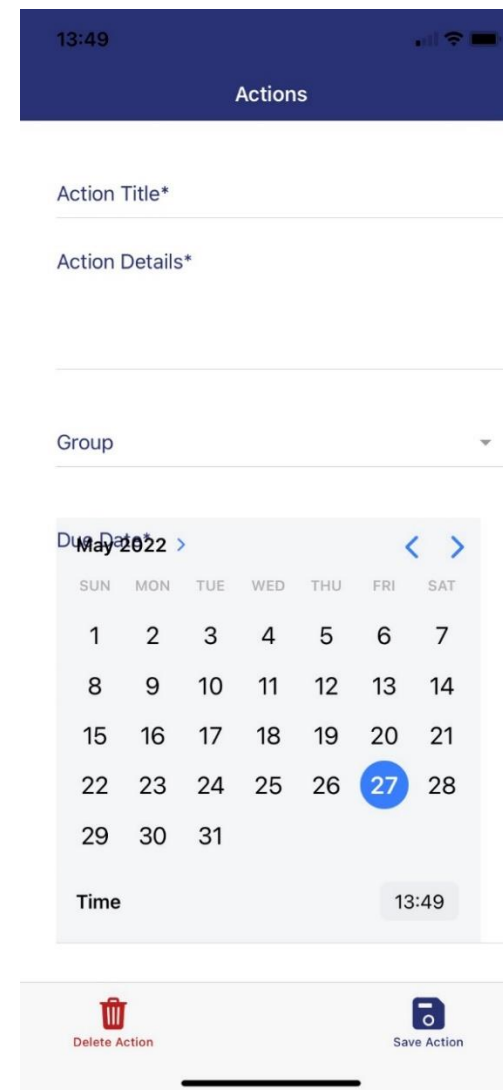 13:49
Actions
Action Title*
Action Details*
Group
Due Date*
May 2022 >
SUN MON TUE WED THU FRI SAT
1 2 3 4 5 6 7
8 9 10 11 12 13 14
15 16 17 18 19 20 21
22 23 24 25 26 27 28
29 30 31
Time 13:49
Delete Action Save Action